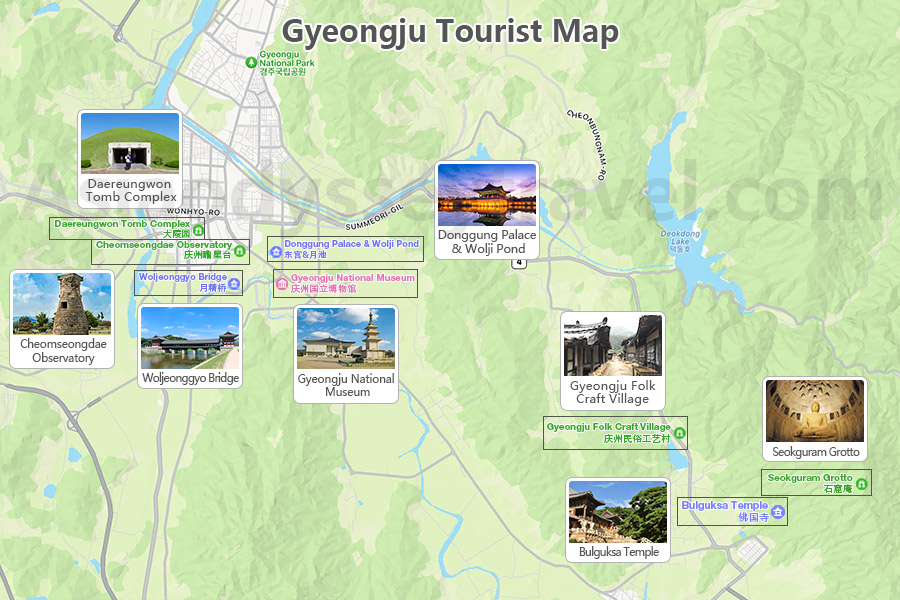 Gyeongju Tourist Map
Gyeongju
National Park
경주국립공원
CHEONBUNGNAM-RO
Daereungwon
Tomb Complex
WONHYO-RO
SUMMEORI-GIL
Donggung Palace
& Wolji Pond
4
Deokdong
Lake
덕동호
Daereungwon Tomb Complex
大陵园
Cheomseongdae Observatory
庆州瞻星台
Donggung Palace & Wolji Pond
东宫&月池
Woljeonggyo Bridge
月精桥
Gyeongju National Museum
庆州国立博物馆
Cheomseongdae
Observatory
Woljeonggyo Bridge
Gyeongju National
Museum
Gyeongju Folk
Craft Village
Gyeongju Folk Craft Village
庆州民俗工艺村
Seokguram Grotto
Seokguram Grotto
石窟庵
Bulguksa Temple
佛国寺
Bulguksa Temple